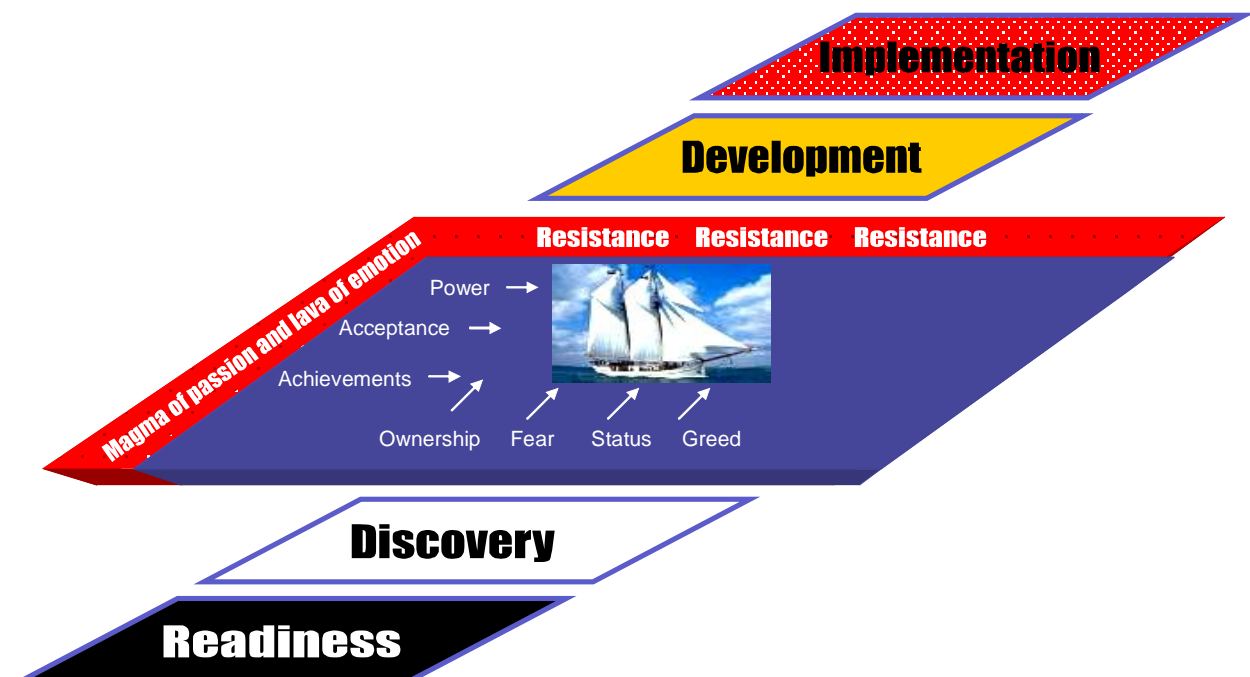 Implementation
Development
Resistance Resistance Resistance
Magma of passion and lava of emotion
Power
Acceptance
Achievements
Ownership Fear Status Greed
Discovery
Readiness